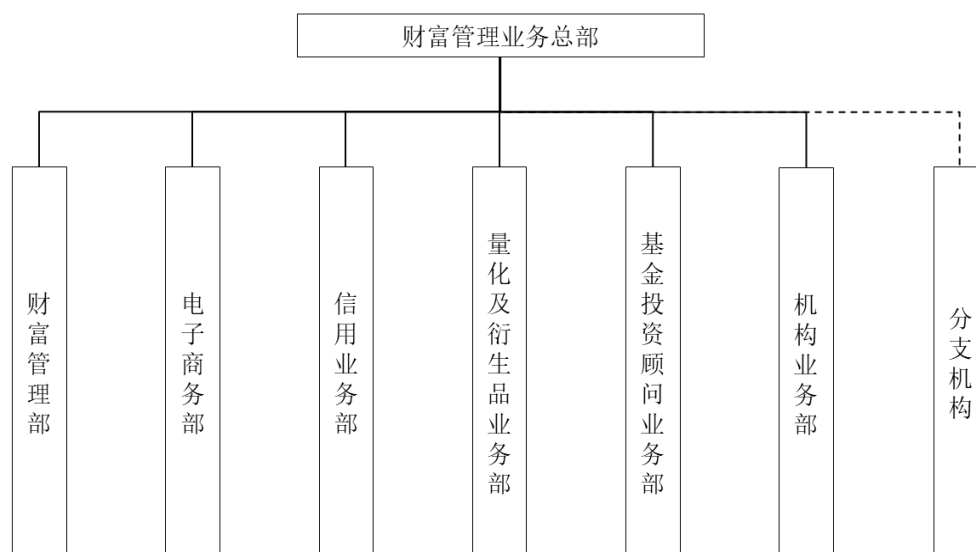 财富管理业务总部
财富管理部
电子商务部
信用业务部
量化及衍生品业务部
基金投资顾问业务部
机构业务部
分支机构